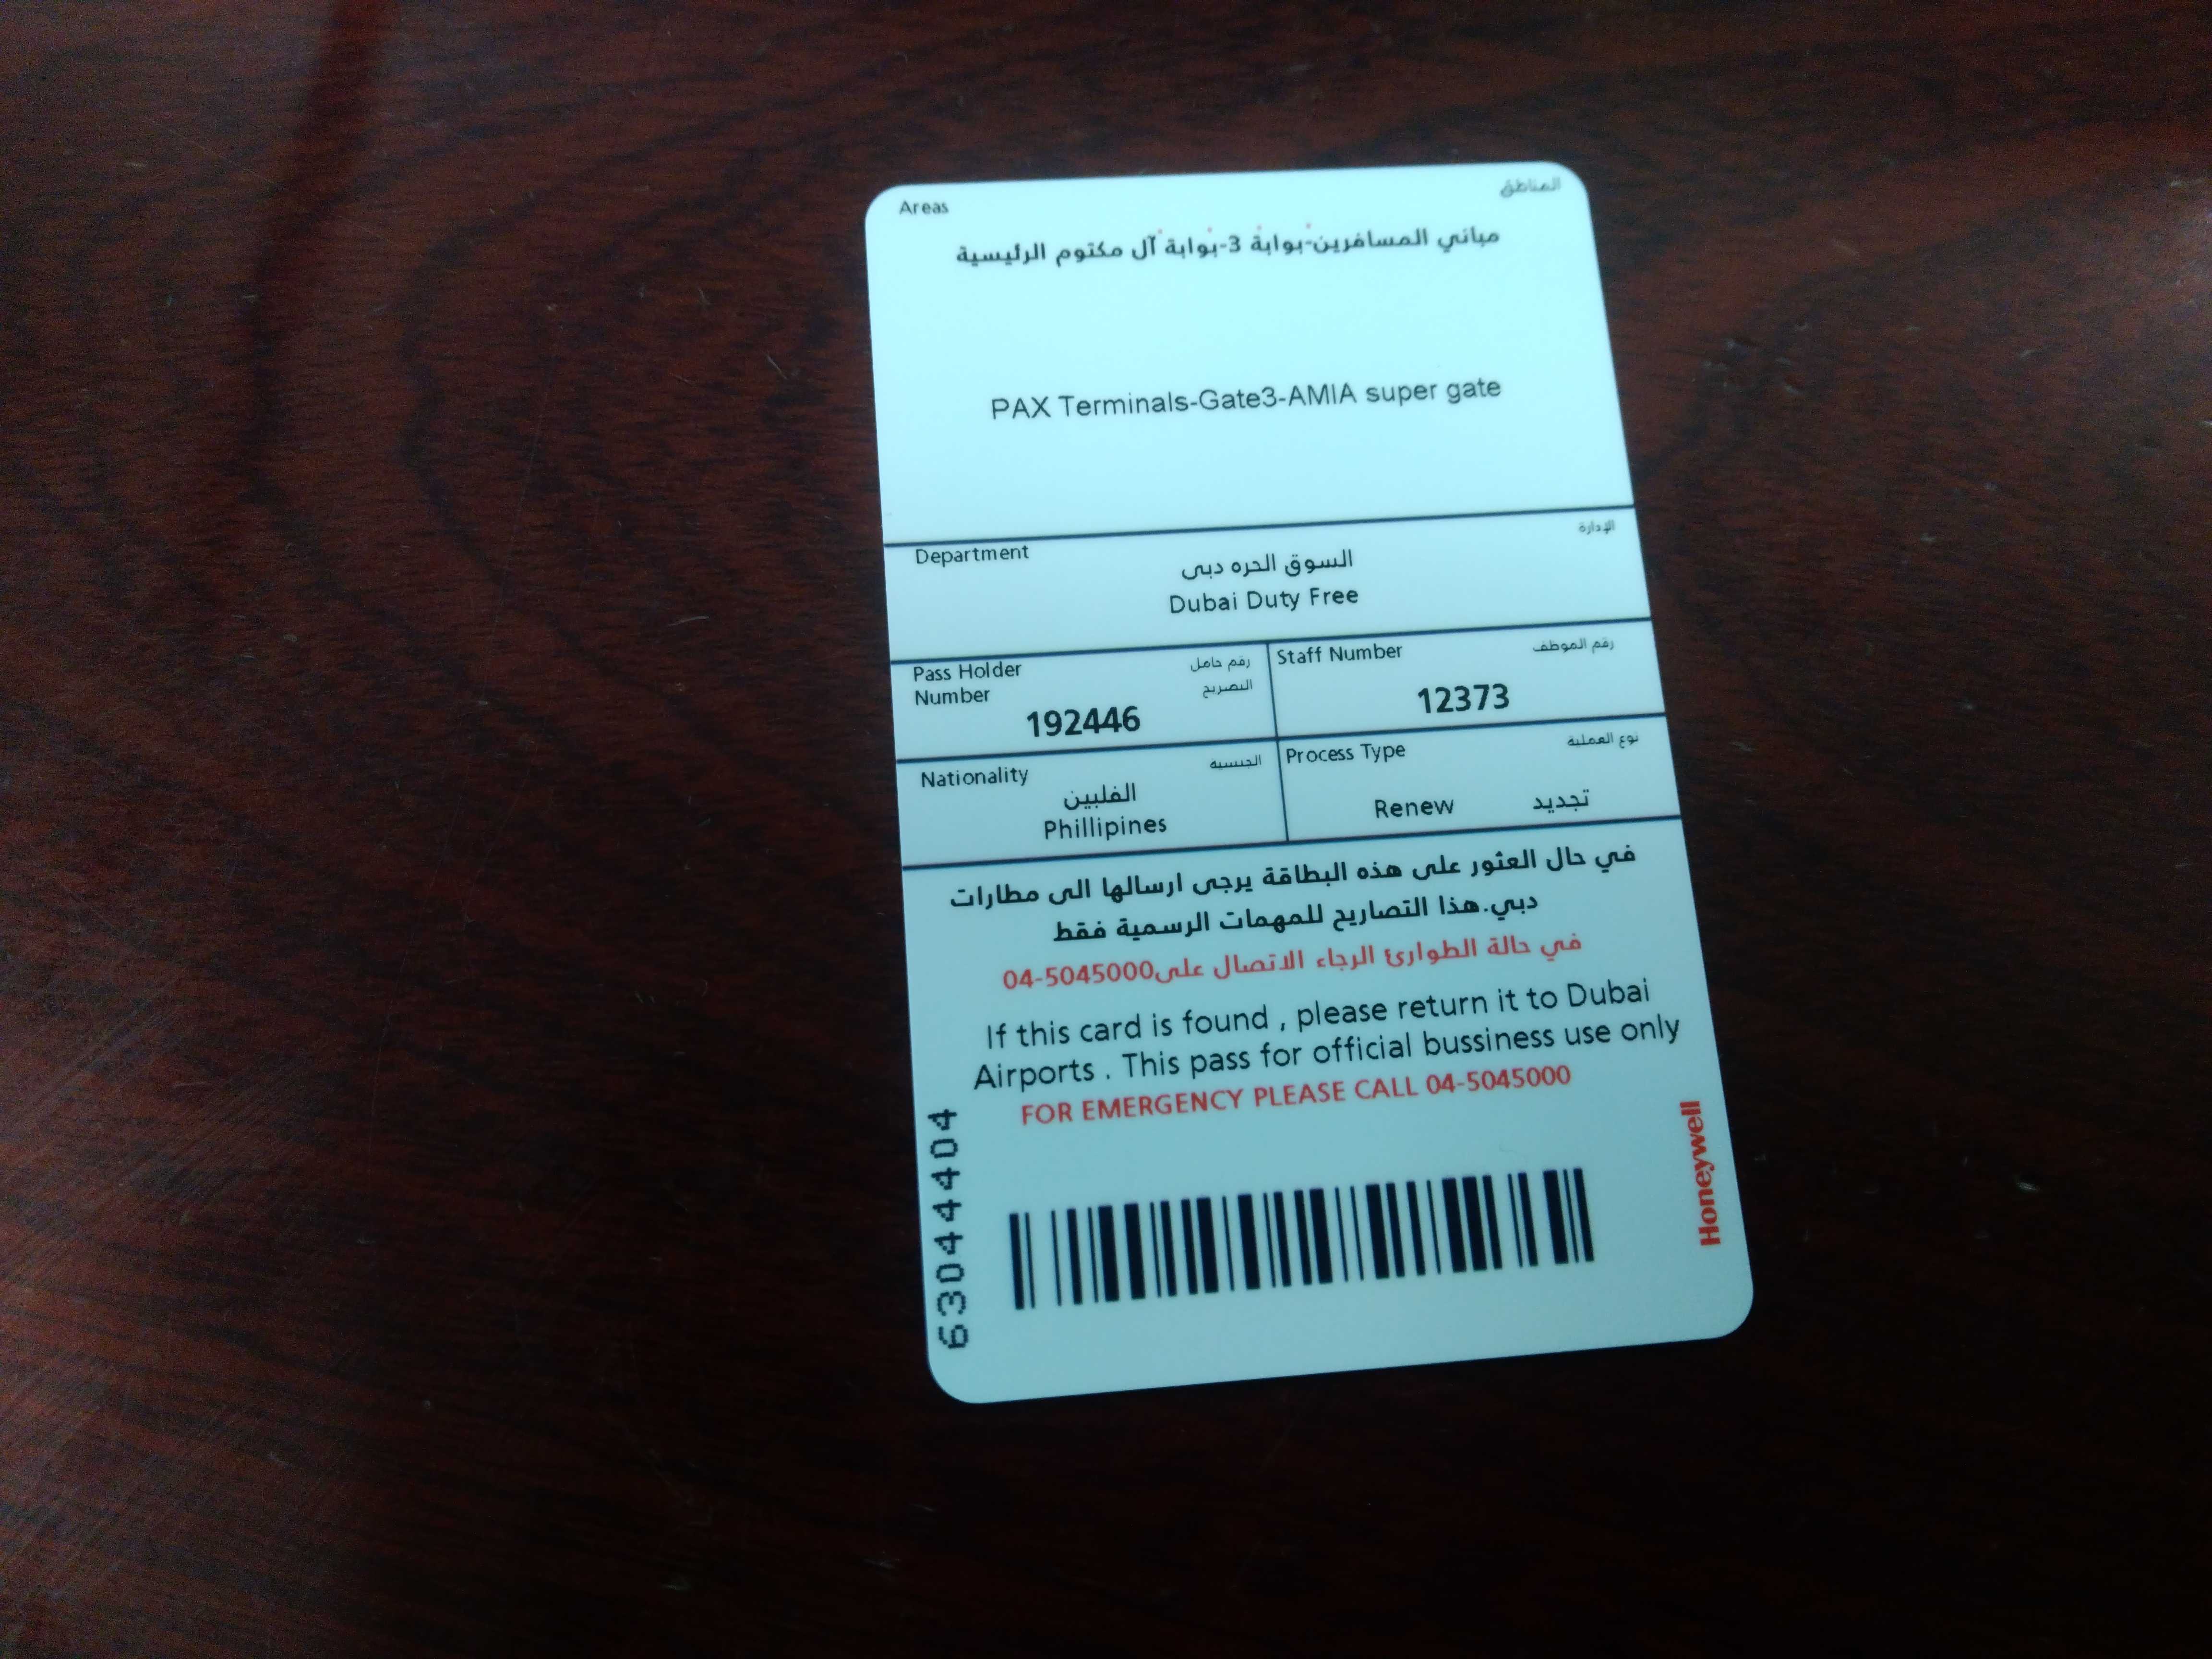 Areas المناطق
مباني المسافرين-بوابة 3-بوابة آل مكتوم الرئيسية
PAX Terminals-Gate3-AMIA super gate
Department الإدارة
السوق الحره دبى
Dubai Duty Free
Pass Holder رقم حامل
Number التصريح
192446
Staff Number رقم الموظف
12373
Nationality الجنسية
الفلبين
Phillipines
Process Type نوع العملية
Renew تجديد
في حال العثور على هذه البطاقة يرجى ارسالها الى مطارات
دبي.هذا التصاريح للمهمات الرسمية فقط
في حالة الطوارئ الرجاء الاتصال على04-5045000
If this card is found , please return it to Dubai
Airports . This pass for official bussiness use only
FOR EMERGENCY PLEASE CALL 04-5045000
63044404
Honeywell